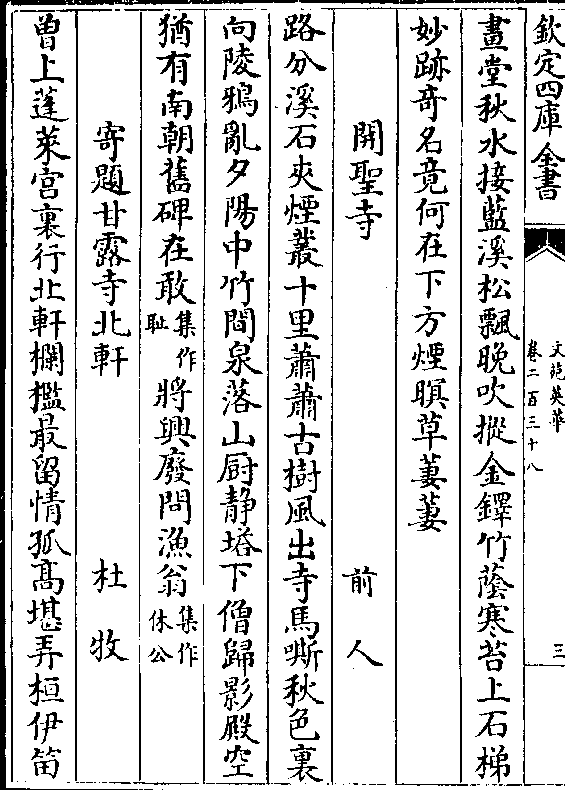 欽定四庫全書
文苑英華
卷二百三十八
三
畫堂秋水接藍溪松飄晚吹摐金鐸竹蔭寒苔上石梯
妙跡奇名竟何在下方煙暝草萋萋
開聖寺 前人
路分溪石夾煙叢十里蕭蕭古樹風出寺馬嘶秋色裏
向陵鴉亂夕陽中竹間泉落山厨静塔下僧歸影殿空
猶有南朝舊碑在敢集作耻將興廢問漁翁集作休公
寄題甘露寺北軒 杜牧
曽上蓬萊宫裏行北軒欄檻最留情孤髙堪弄桓伊笛